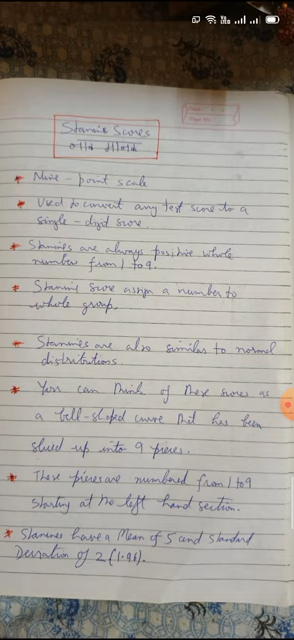 Stanine Scores
* Nine - point scale
* Used to convert any test score to a
single - digit score.
* Stanines are always positive whole
number from 1 to 9.
* Stanine score assign a number to
whole group.
* Stanines are also similar to normal
distributions.
* You can think of these scores as
a bell-shaped curve that has been
sliced up into 9 pieces.
* These pieces are numbered from 1 to 9
starting at the left hand section.
* Stanines have a Mean of 5 and standard
Deviation of 2 (1.96).